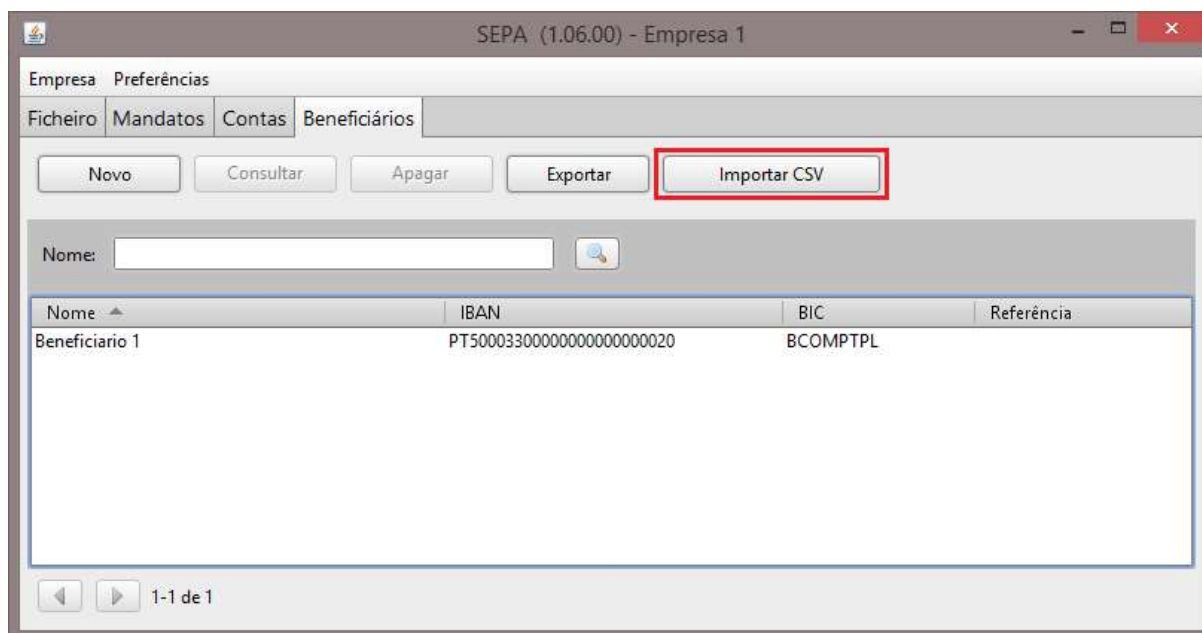 SEPA (1.06.00) - Empresa 1
Empresa Preferências
Ficheiro Mandatos Contas Beneficiários
Novo Consultar Apagar Exportar Importar CSV
Nome:
Nome IBAN BIC Referência
Beneficiario 1 PT50003300000000000000020 BCOMPTPL
1-1 de 1